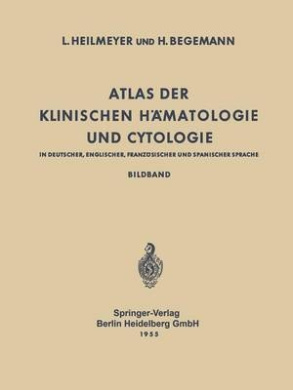 L. HEILMEYER UND H. BEGEMANN
ATLAS DER
KLINISCHEN HÄMATOLOGIE
UND CYTOLOGIE
IN DEUTSCHER, ENGLISCHER, FRANZÖSISCHER UND SPANISCHER SPRACHE
BILDBAND
Springer-Verlag
Berlin Heidelberg GmbH
1955